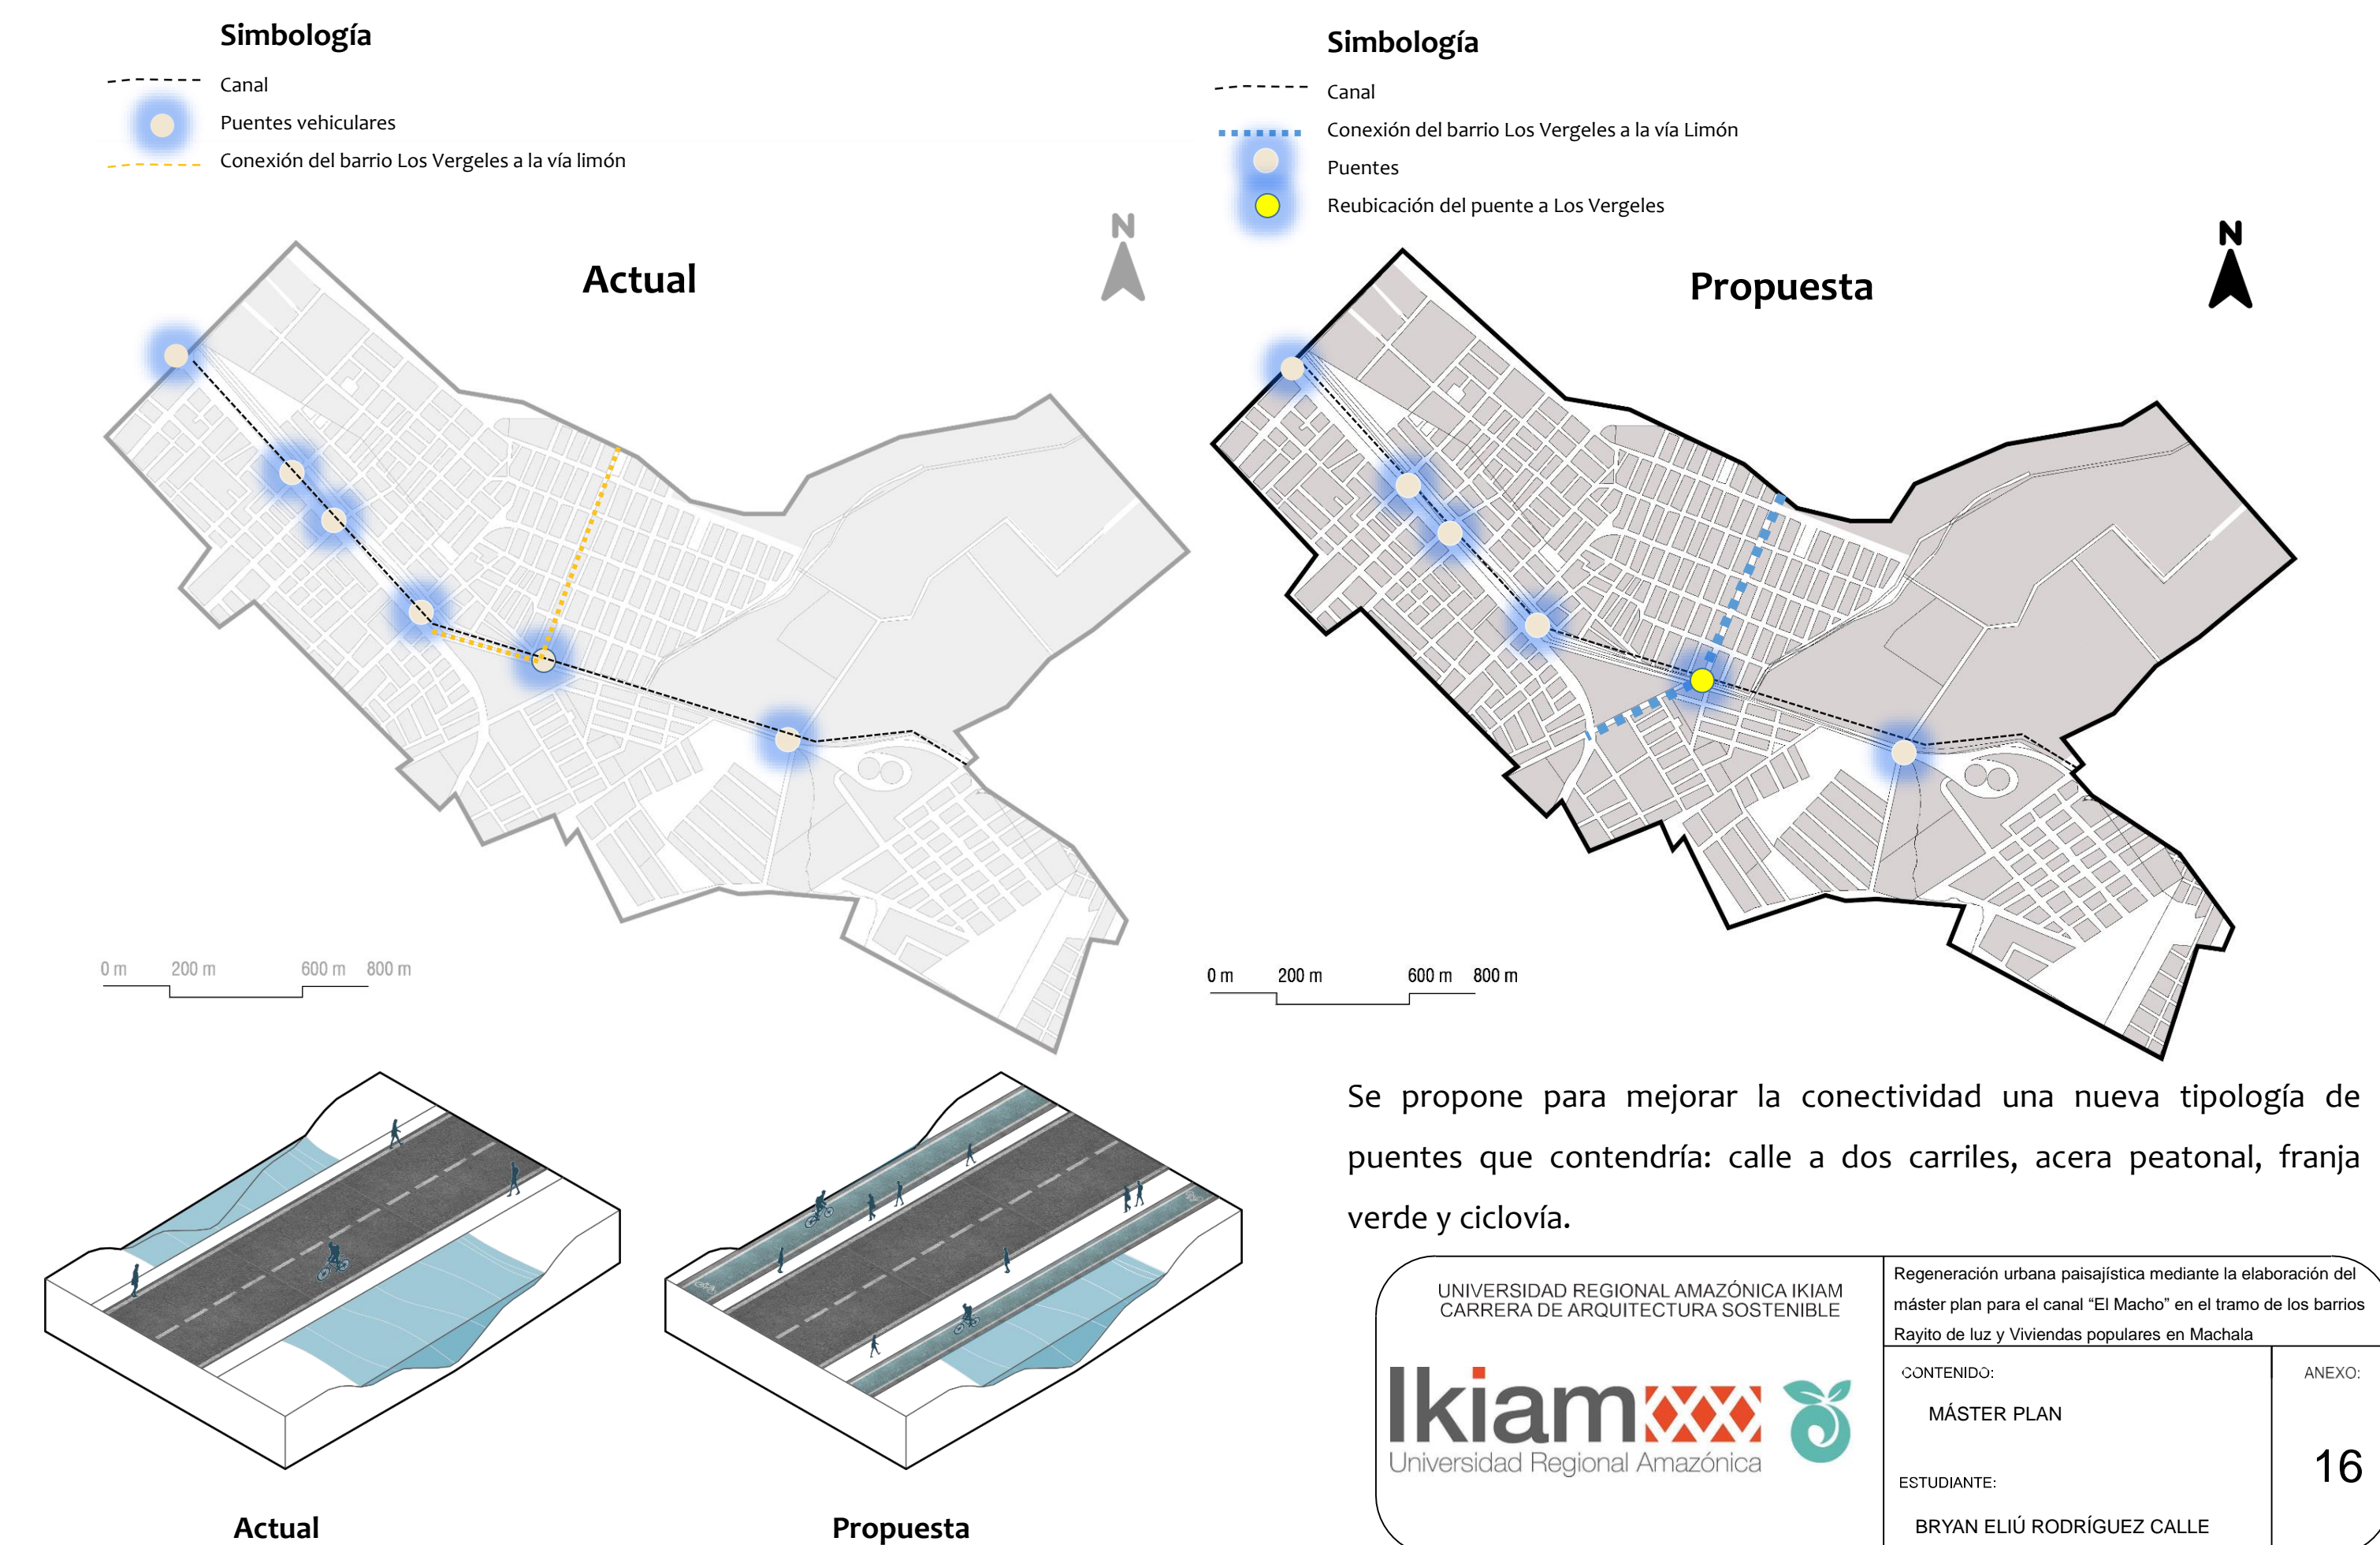 Simbología
Canal
Puentes vehiculares
Conexión del barrio Los Vergeles a la vía limón
N
Actual
0 m 200 m 600 m 800 m
Simbología
Canal
Conexión del barrio Los Vergeles a la vía Limón
Puentes
Reubicación del puente a Los Vergeles
N
Propuesta
0 m 200 m 600 m 800 m
Actual
Propuesta
Se propone para mejorar la conectividad una nueva tipología de
puentes que contendría: calle a dos carriles, acera peatonal, franja
verde y ciclovía.
UNIVERSIDAD REGIONAL AMAZÓNICA IKIAM
CARRERA DE ARQUITECTURA SOSTENIBLE
Ikiam
Universidad Regional Amazónica
Regeneración urbana paisajística mediante la elaboración del
máster plan para el canal “El Macho” en el tramo de los barrios
Rayito de luz y Viviendas populares en Machala
CONTENIDO:
MÁSTER PLAN
ESTUDIANTE:
BRYAN ELIÚ RODRÍGUEZ CALLE
ANEXO:
16